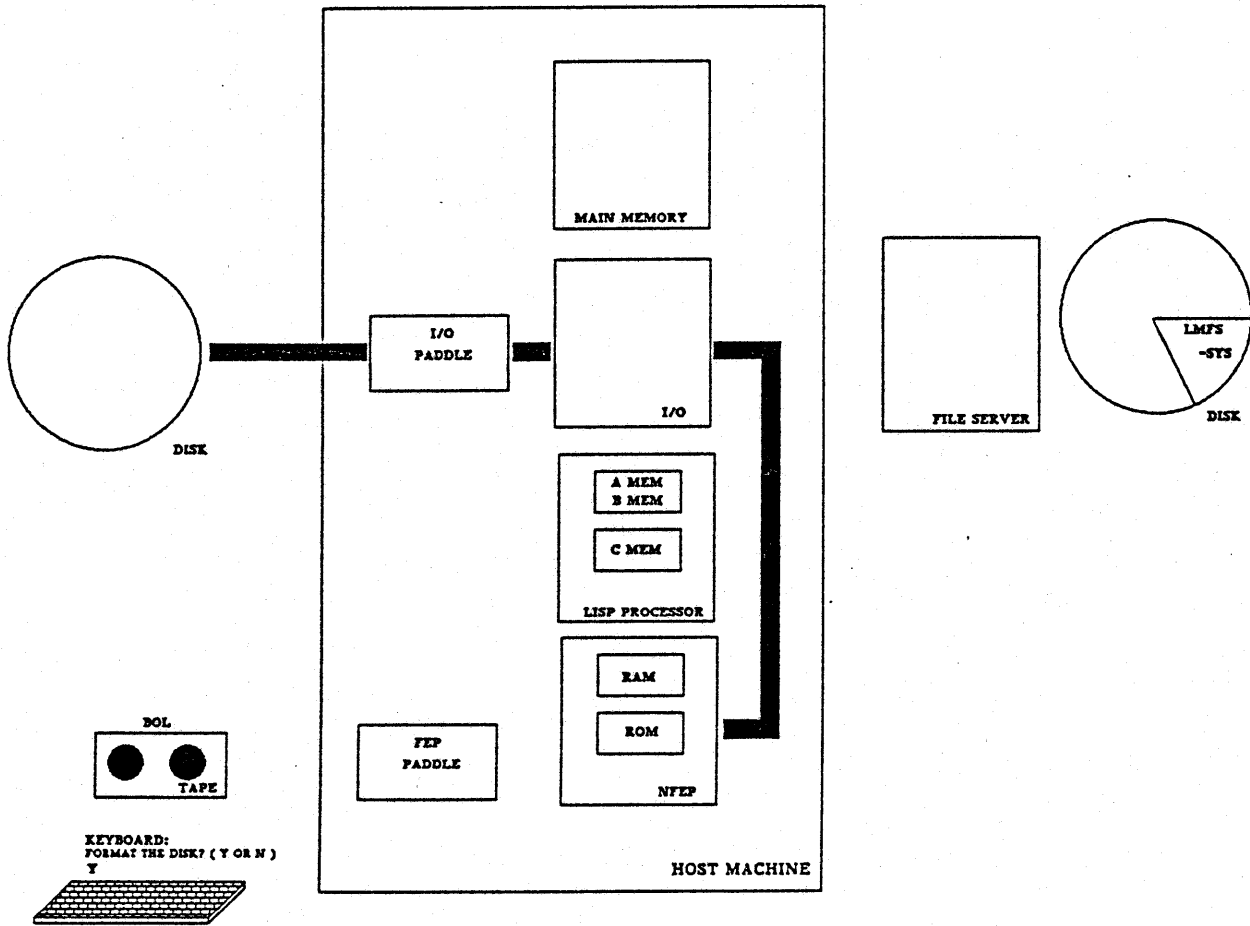 MAIN MEMORY
I/O
PADDLE
I/O
DISK
LMFS
-SYS
FILE SERVER
DISK
A MEM
B MEM
C MEM
LISP PROCESSOR
RAM
ROM
NFEP
FEP
PADDLE
BOL
TAPE
KEYBOARD:
FORMAT THE DISK? ( Y OR N )
Y
HOST MACHINE